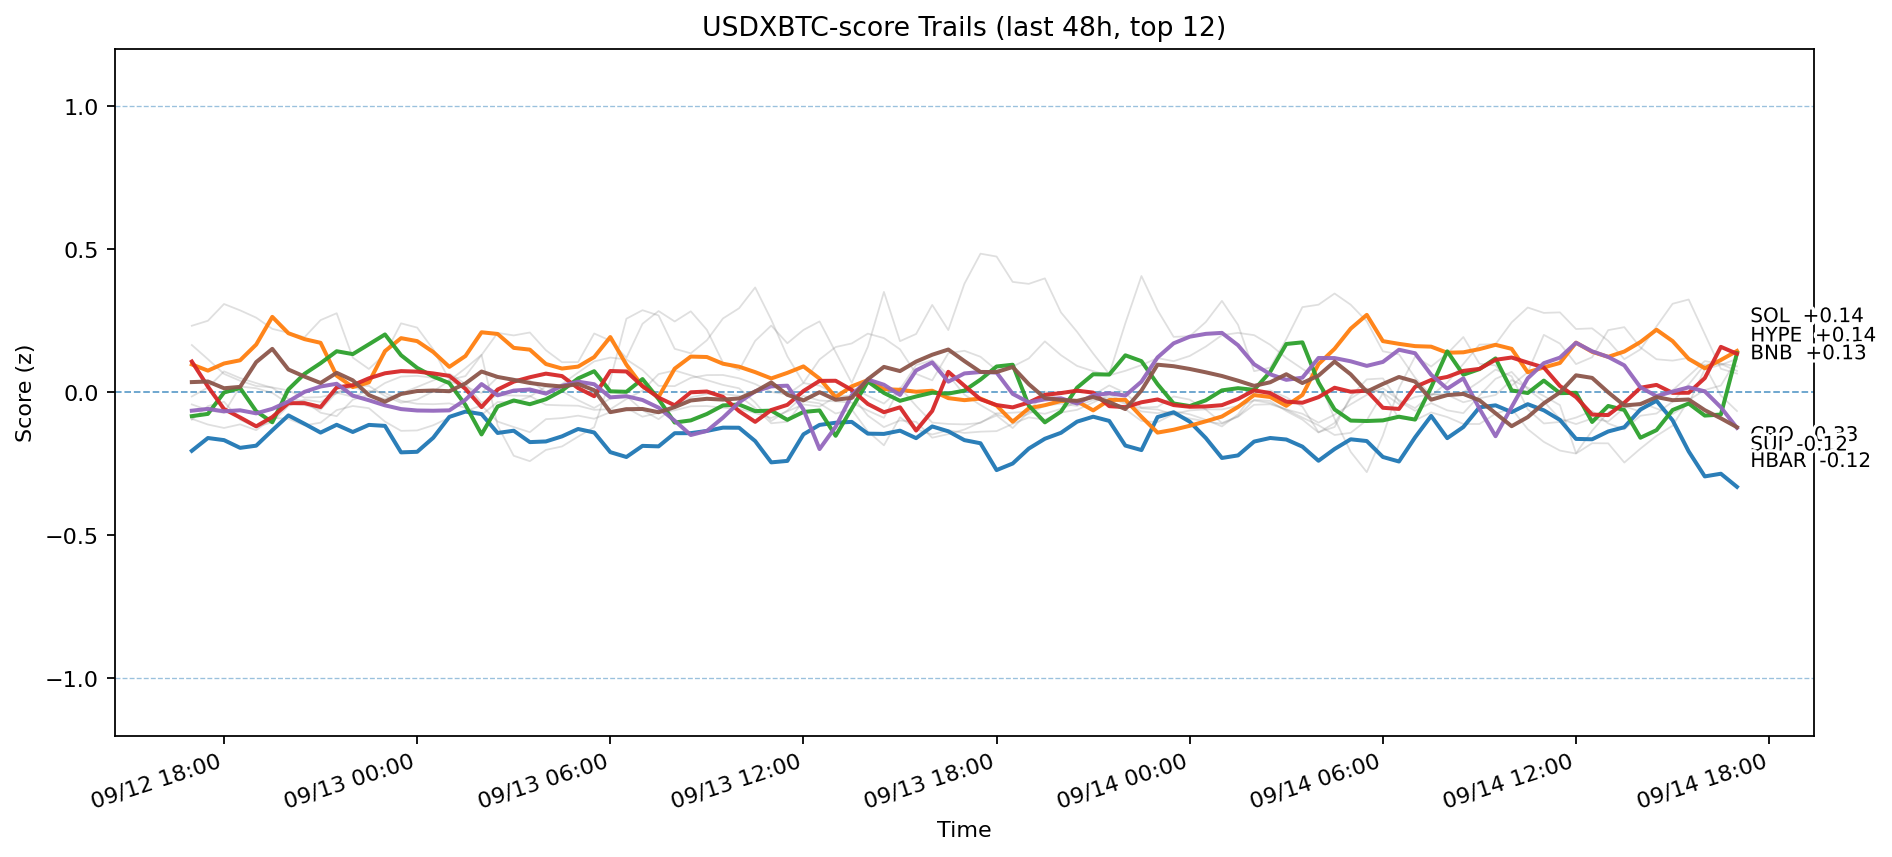 USDXBTC-score Trails (last 48h, top 12)
Score (z)
1.0
0.5
0.0
−0.5
−1.0
SOL +0.14
HYPE +0.14
BNB +0.13
SUI -0.12
HBAR -0.12
09/12 18:00
09/13 00:00
09/13 06:00
09/13 12:00
09/13 18:00
09/14 00:00
09/14 06:00
09/14 12:00
09/14 18:00
Time